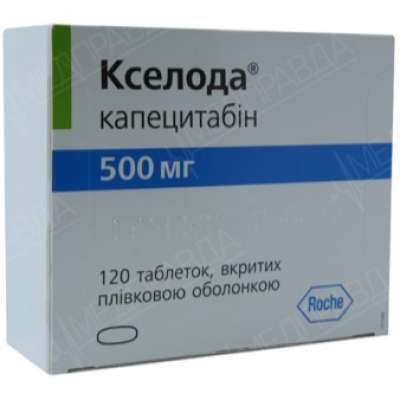 Кселода®
капецитабін
500 мг
120 таблеток, вкритих
плівковою оболонкою
Roche